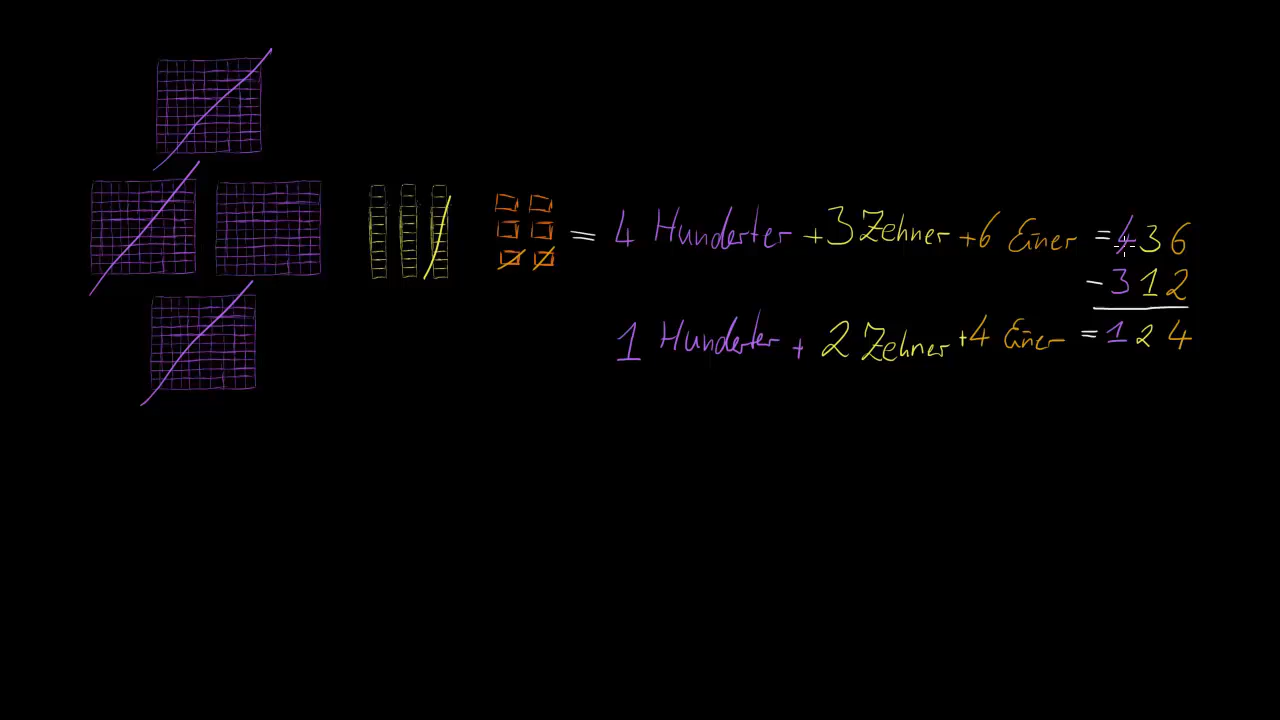 = 4 Hunderter + 3 Zehner + 6 Einer = 436
- 312
1 Hunderter + 2 Zehner + 4 Einer = 124